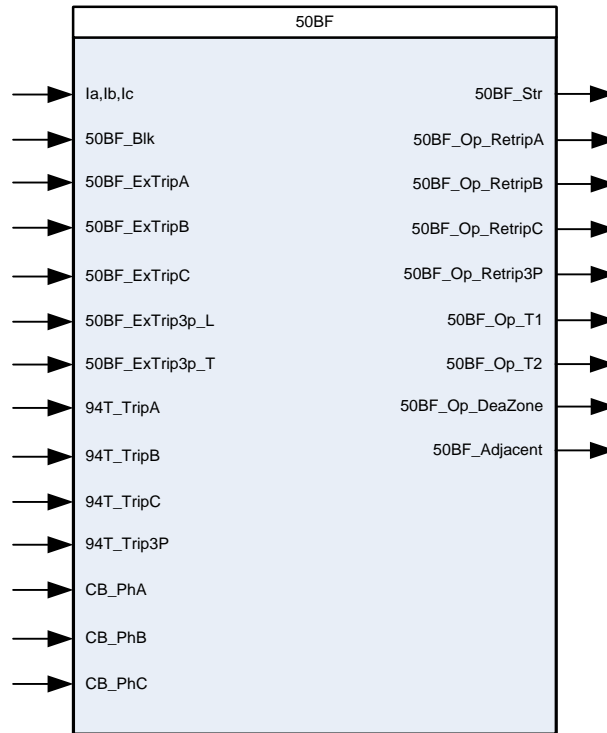 50BF
Ia,Ib,Ic
50BF_Str
50BF_Blk
50BF_Op_RetripA
50BF_ExTripA
50BF_Op_RetripB
50BF_ExTripB
50BF_Op_RetripC
50BF_ExTripC
50BF_Op_Retrip3P
50BF_ExTrip3p_L
50BF_Op_T1
50BF_ExTrip3p_T
50BF_Op_T2
94T_TripA
50BF_Op_DeaZone
94T_TripB
50BF_Adjacent
94T_TripC
94T_Trip3P
CB_PhA
CB_PhB
CB_PhC